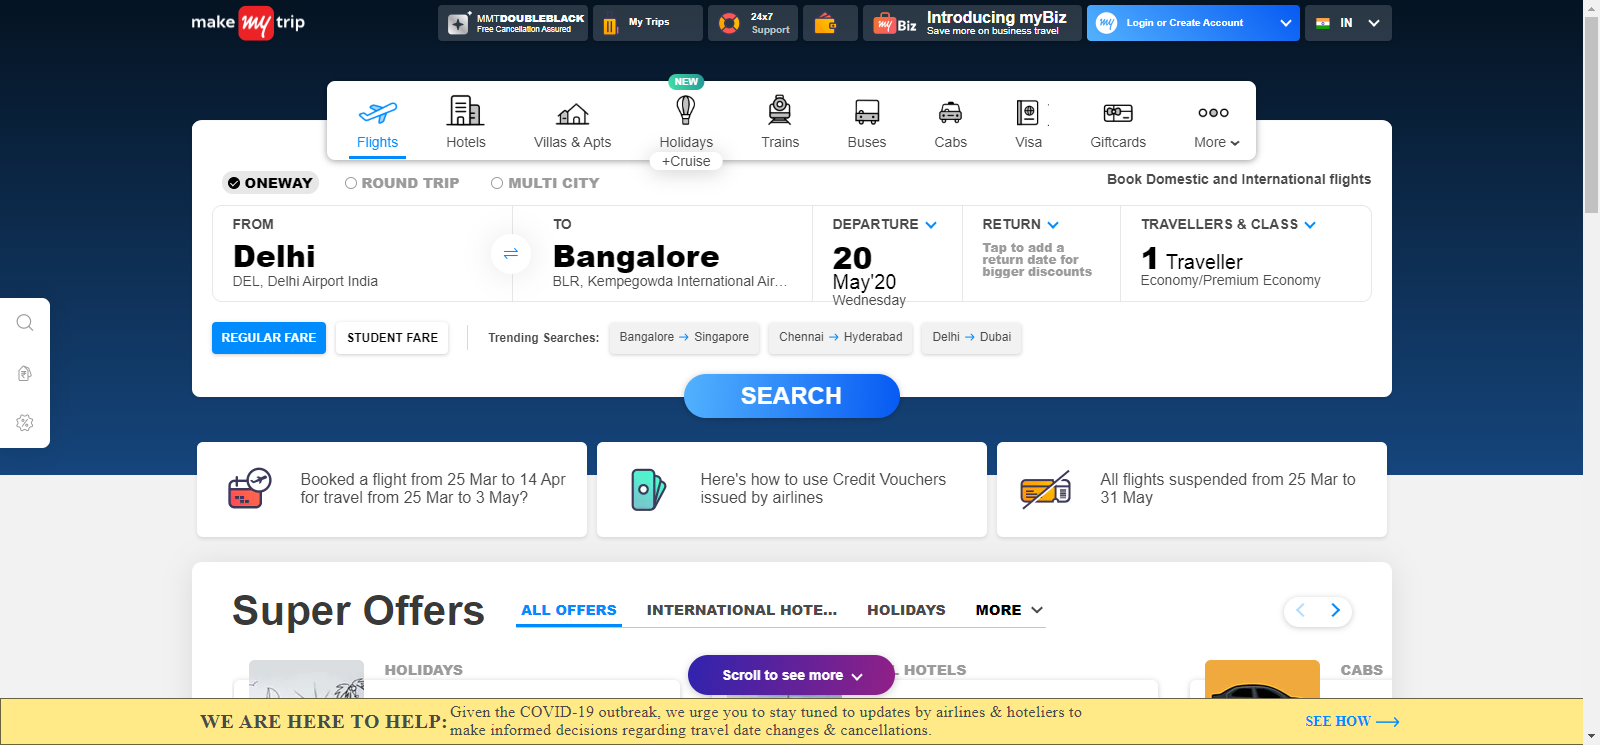 make my trip
MMTDOUBLEBLACK
Free Cancellation Assured
My Trips
24x7
Support
my Biz
Introducing myBiz
Save more on business travel
my Login or Create Account
IN
NEW
Flights
Hotels
Villas & Apts
Holidays
+Cruise
Trains
Buses
Cabs
Visa
Giftcards
More
ONEWAY
ROUND TRIP
MULTI CITY
Book Domestic and International flights
FROM
Delhi
DEL, Delhi Airport India
TO
Bangalore
BLR, Kempegowda International Air...
DEPARTURE
20
May'20
Wednesday
RETURN
Tap to add a
return date for
bigger discounts
TRAVELLERS & CLASS
1 Traveller
Economy/Premium Economy
REGULAR FARE
STUDENT FARE
Trending Searches:
Bangalore → Singapore
Chennai → Hyderabad
Delhi → Dubai
SEARCH
Booked a flight from 25 Mar to 14 Apr
for travel from 25 Mar to 3 May?
Here's how to use Credit Vouchers
issued by airlines
All flights suspended from 25 Mar to
31 May
Super Offers
ALL OFFERS
INTERNATIONAL HOTE...
HOLIDAYS
MORE
HOLIDAYS
L HOTELS
CABS
Scroll to see more
WE ARE HERE TO HELP:
Given the COVID-19 outbreak, we urge you to stay tuned to updates by airlines & hoteliers to
make informed decisions regarding travel date changes & cancellations.
SEE HOW